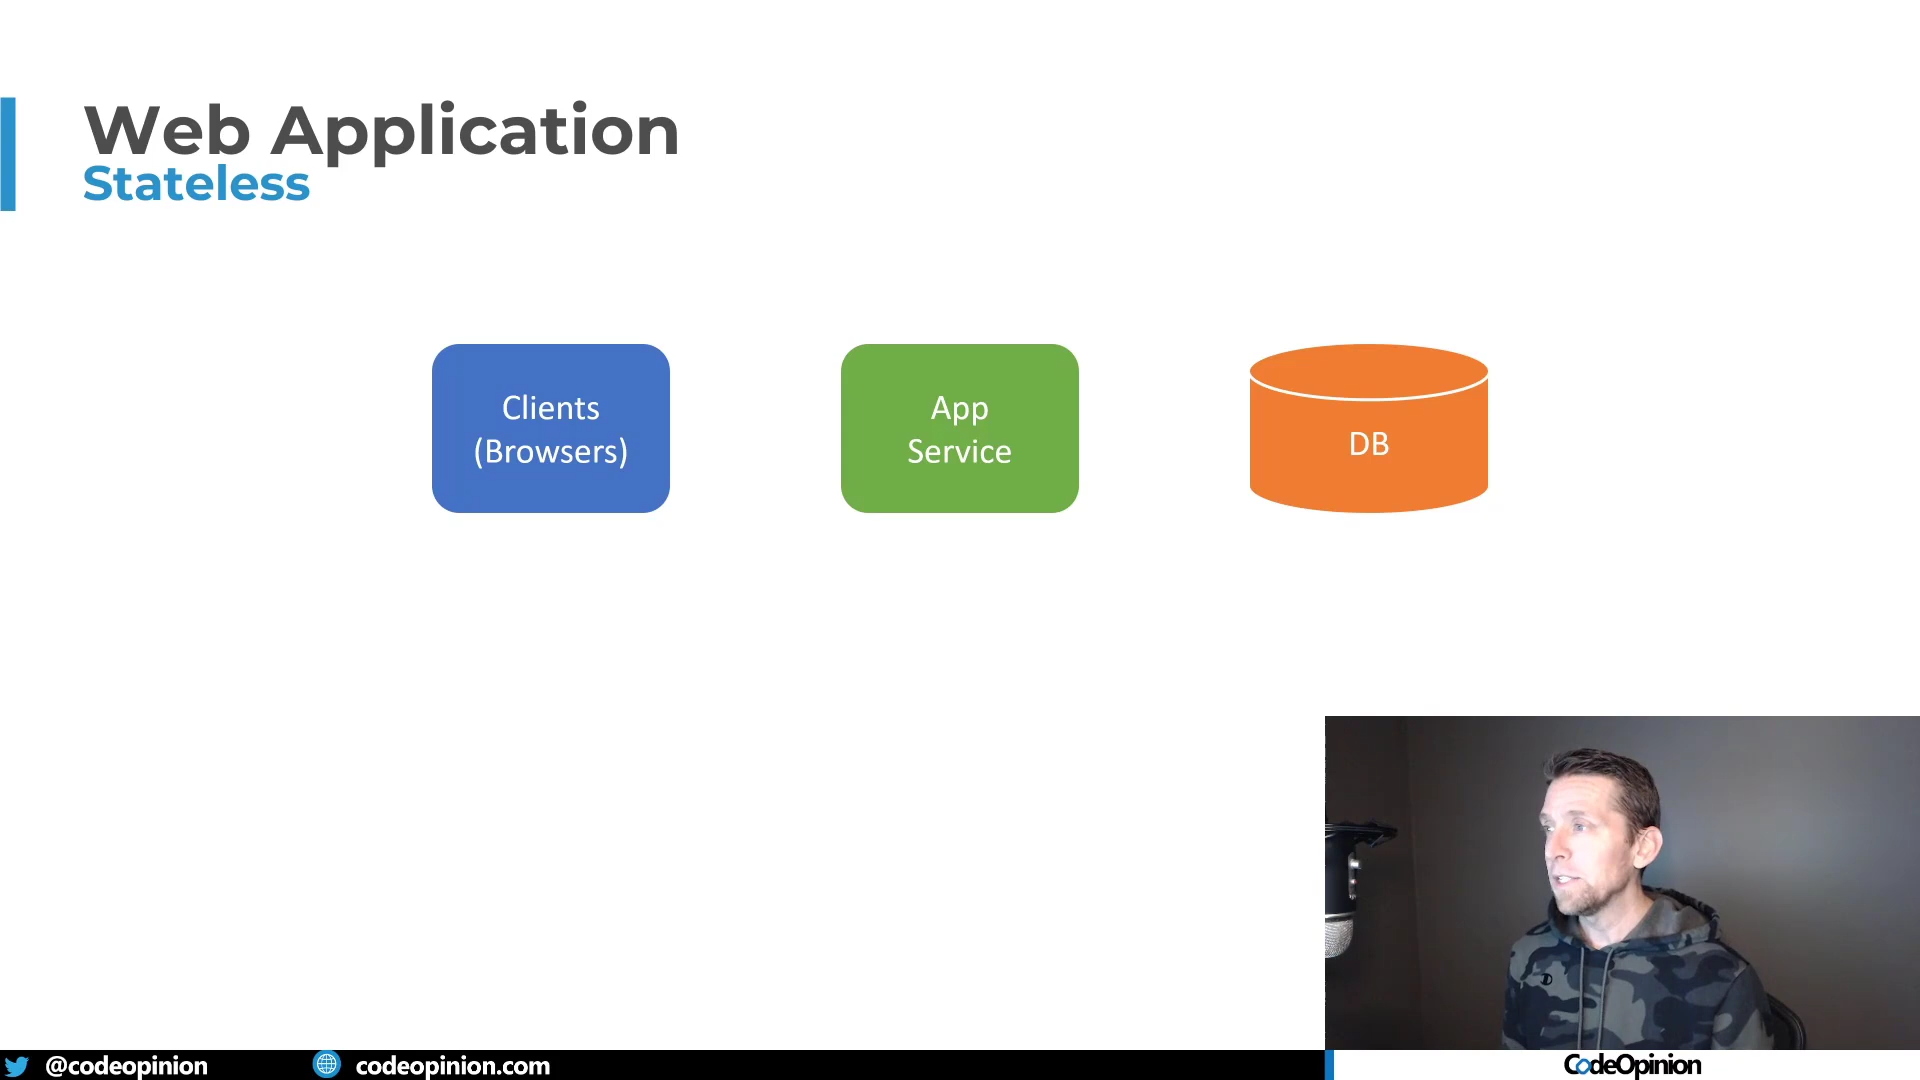 Web Application
Stateless
Clients
(Browsers)
App
Service
DB
@codeopinion
codeopinion.com
CodeOpinion